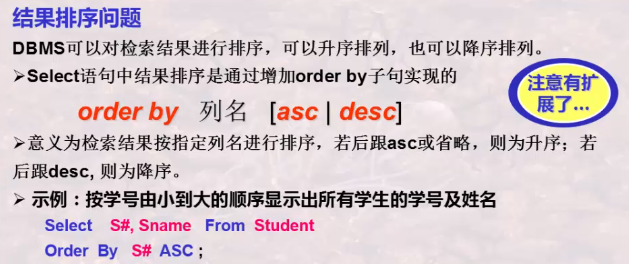 结果排序问题
DBMS可以对检索结果进行排序，可以升序排列，也可以降序排列。
➢Select语句中结果排序是通过增加order by子句实现的
注意有扩
展了...
order by 列名 [asc | desc]
➢意义为检索结果按指定列名进行排序，若后跟asc或省略，则为升序；若
后跟desc, 则为降序。
➢ 示例：按学号由小到大的顺序显示出所有学生的学号及姓名
Select S#, Sname From Student
Order By S# ASC ;